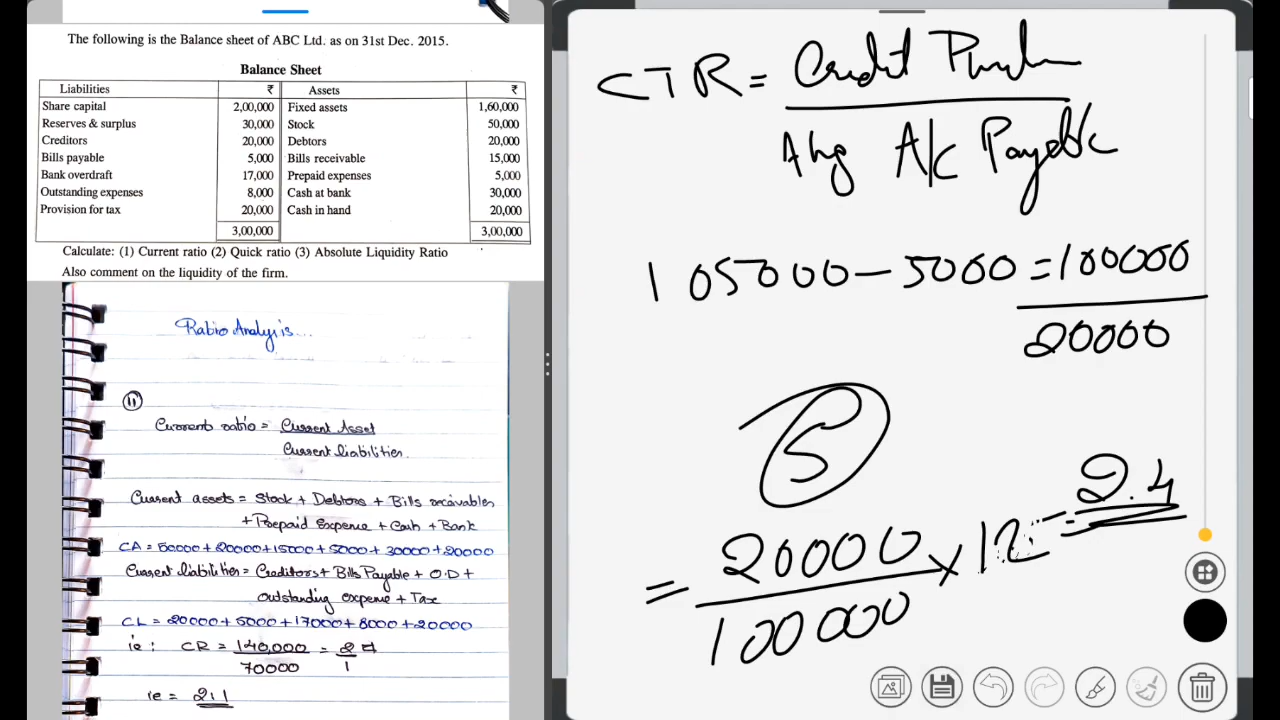 The following is the Balance sheet of ABC Ltd. as on 31st Dec. 2015.
Balance Sheet
Liabilities ₹ Assets ₹
Share capital 2,00,000 Fixed assets 1,60,000
Reserves & surplus 30,000 Stock 50,000
Creditors 20,000 Debtors 20,000
Bills payable 5,000 Bills receivable 15,000
Bank overdraft 17,000 Prepaid expenses 5,000
Outstanding expenses 8,000 Cash at bank 30,000
Provision for tax 20,000 Cash in hand 20,000
3,00,000 3,00,000
Calculate: (1) Current ratio (2) Quick ratio (3) Absolute Liquidity Ratio
Also comment on the liquidity of the firm.
Ratio Analysis...
11
Current ratio = Current Asset
Current liabilities.
Current assets = Stock + Debtors + Bills receivables
+ Prepaid Expense + Cash + Bank
CA = 50000 + 20000 + 15000 + 5000 + 30000 + 20000
Current liabilities = Creditors + Bills Payable + O.D +
Outstanding expense + Tax
CL = 20000 + 5000 + 17000 + 8000 + 20000
ie : CR = 140,000 = 2
70000 1
ie = 2:1
CTR = Credit
A/c Payable
105000 - 5000 = 100000
20000
5
= 20000 × 12 = 2.4
100000